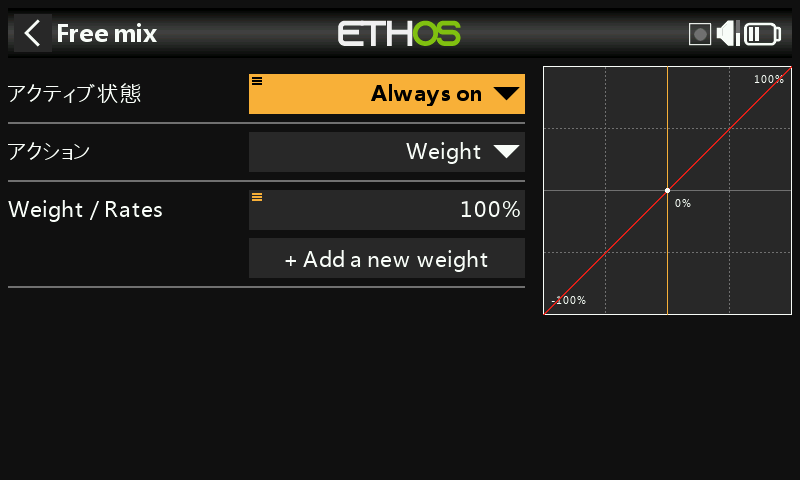 Free mix
ETHOS
アクティブ状態
Always on
アクション
Weight
Weight / Rates
100%
+ Add a new weight
100%
0%
-100%